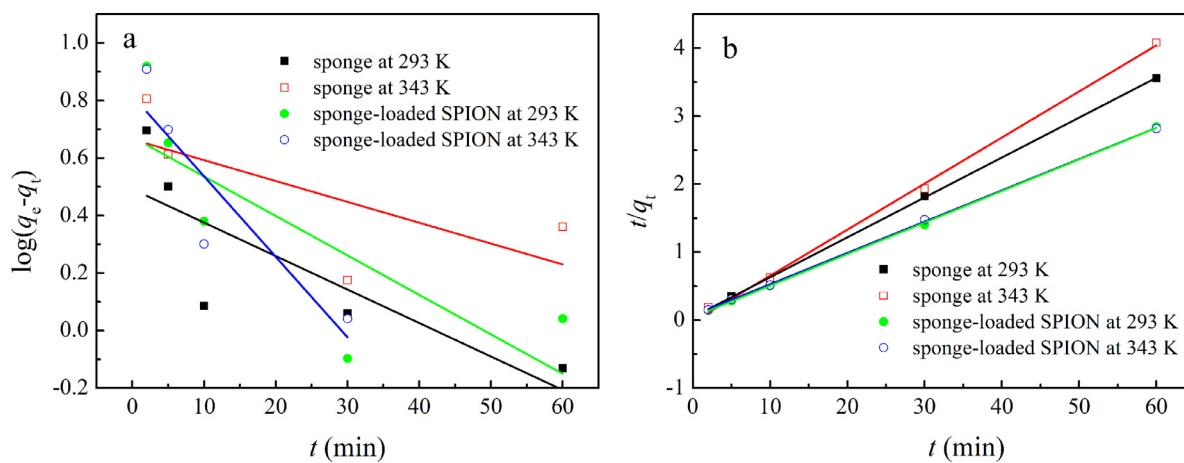 a
sponge at 293 K
sponge at 343 K
sponge-loaded SPION at 293 K
sponge-loaded SPION at 343 K
log(qe-qt)
1.0
0.8
0.6
0.4
0.2
0.0
-0.2
0 10 20 30 40 50 60
t (min)
b
t/qt
4
3
2
1
0
-1
sponge at 293 K
sponge at 343 K
sponge-loaded SPION at 293 K
sponge-loaded SPION at 343 K
0 10 20 30 40 50 60
t (min)